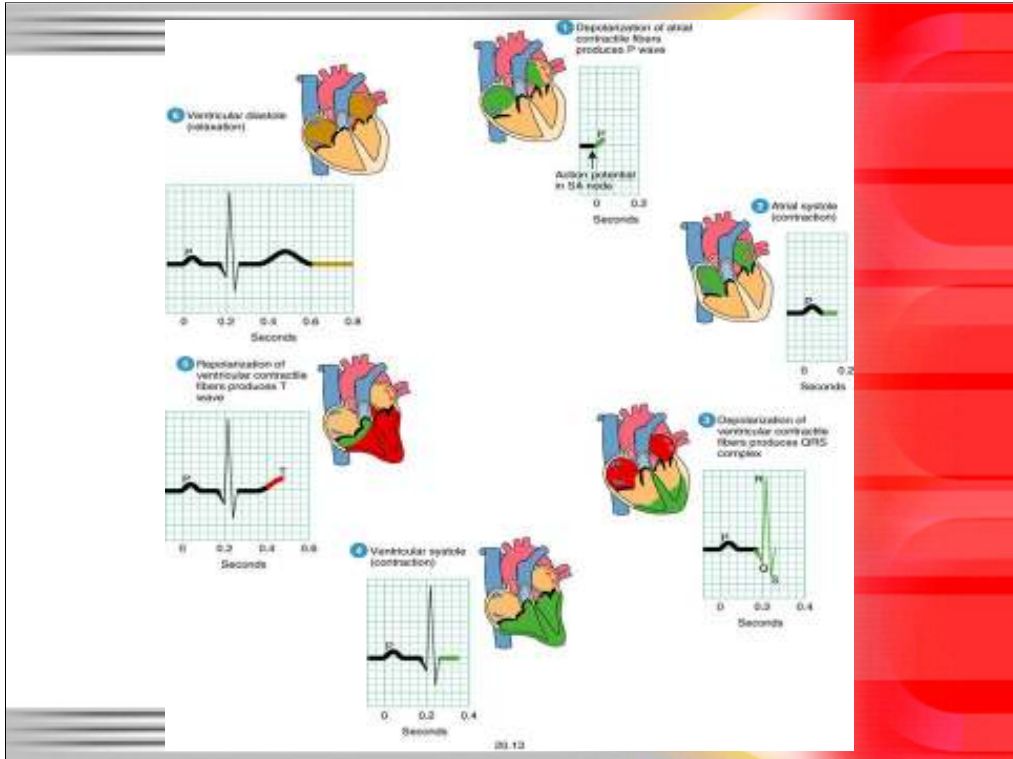 1 Depolarization of atrial
contractile fibers
produces P wave
P
Action potential
in SA node
0 0.2
Seconds
2 Atrial systole
(contraction)
P
0 0.2
Seconds
3 Depolarization of
ventricular contractile
fibers produces QRS
complex
R
P
Q
S
0 0.2 0.4
Seconds
4 Ventricular systole
(contraction)
P
0 0.2 0.4
Seconds
5 Repolarization of
ventricular contractile
fibers produces T
wave
T
P
0 0.2 0.4 0.6
Seconds
6 Ventricular diastole
(relaxation)
P
0 0.2 0.4 0.6 0.8
Seconds
20.12